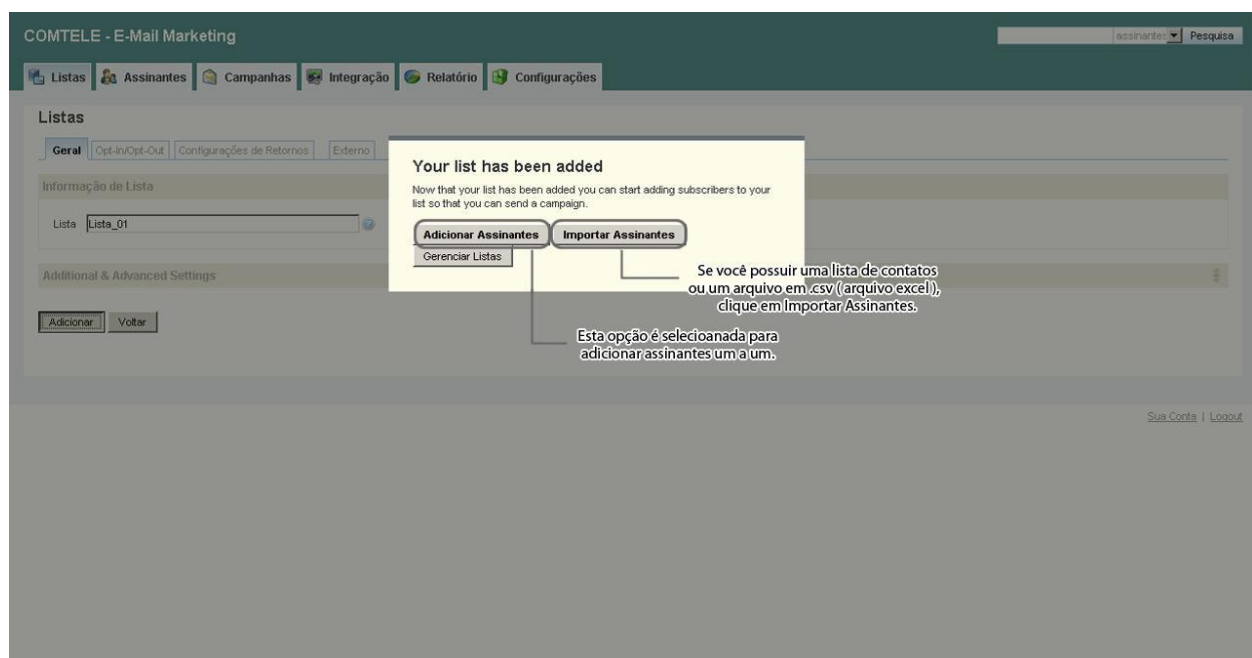 COMTELE - E-Mail Marketing
assinantes Pesquisa
Listas Assinantes Campanhas Integração Relatório Configurações
Listas
Geral Opt-In/Opt-Out Configurações de Retornos Externo
Informação de Lista
Lista Lista_01
Your list has been added
Now that your list has been added you can start adding subscribers to your
list so that you can send a campaign.
Adicionar Assinantes Importar Assinantes
Gerenciar Listas
Additional & Advanced Settings
Se você possuir uma lista de contatos
ou um arquivo em .csv ( arquivo excel ),
clique em Importar Assinantes.
Adicionar Voltar
Esta opção é selecioanada para
adicionar assinantes um a um.
Sua Conta | Logout